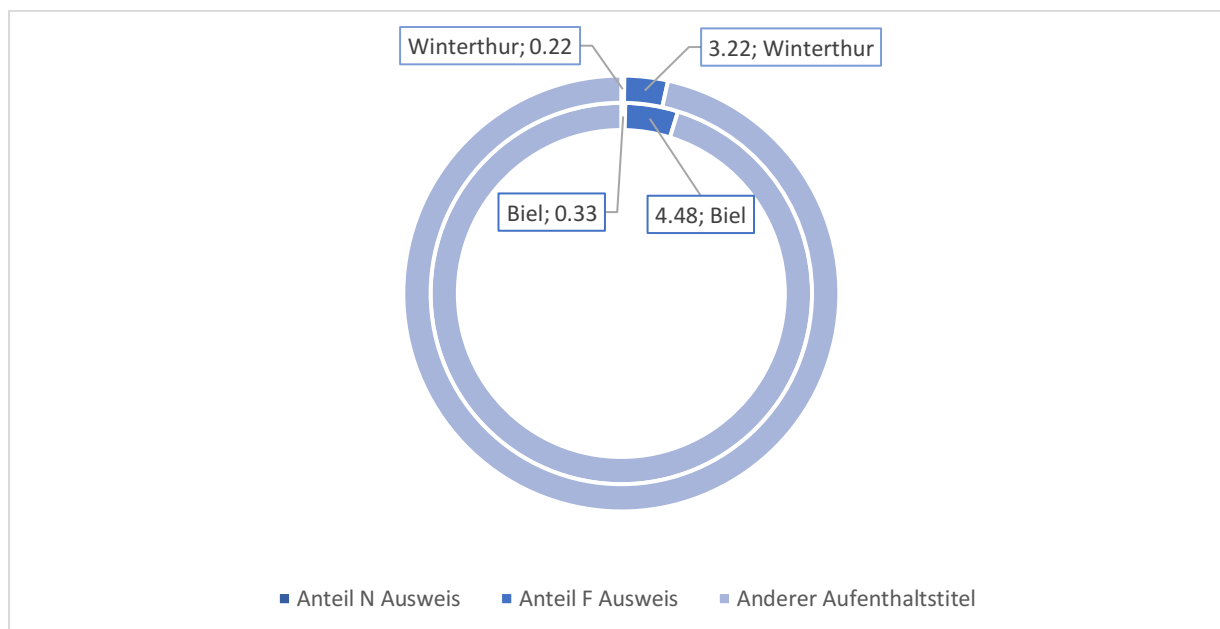 Winterthur; 0.22
3.22; Winterthur
Biel; 0.33
4.48; Biel
Anteil N Ausweis
Anteil F Ausweis
Anderer Aufenthaltstitel